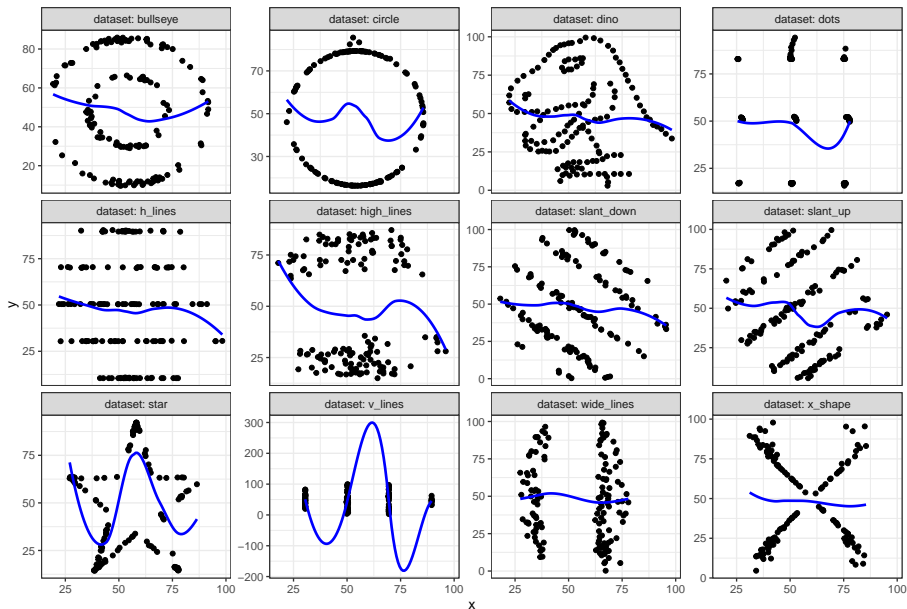 dataset: bullseye
dataset: circle
dataset: dino
dataset: dots
80
60
40
20
70
50
30
100
75
50
25
0
75
50
25
dataset: h_lines
dataset: high_lines
dataset: slant_down
dataset: slant_up
y
75
50
25
75
50
25
100
75
50
25
0
100
75
50
25
dataset: star
dataset: v_lines
dataset: wide_lines
dataset: x_shape
75
50
25
300
200
100
0
−100
−200
100
75
50
25
0
100
75
50
25
0
25 50 75 100
25 50 75 100
25 50 75 100
25 50 75 100
x